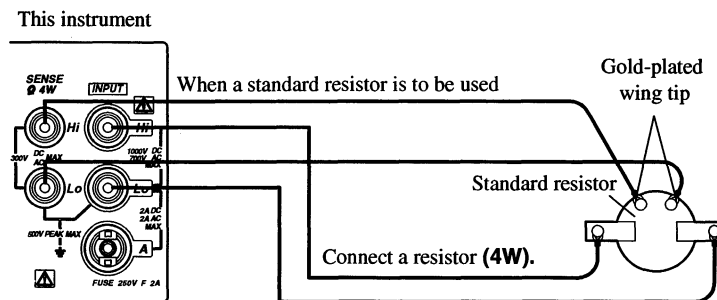 This instrument
SENSE
Ω 4W
INPUT
When a standard resistor is to be used
Gold-plated
wing tip
Hi
Hi
300V
DC
AC
MAX
1000V DC
700V AC
MAX
Lo
Lo
Standard resistor
2A DC
2A AC
MAX
500V PEAK MAX
A
Connect a resistor (4W).
FUSE 250V F 2A